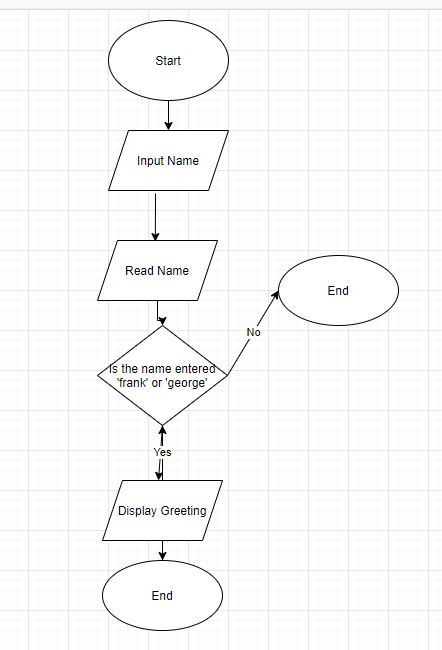 Start
Input Name
Read Name
End
No
Is the name entered
'frank' or 'george'
Yes
Display Greeting
End